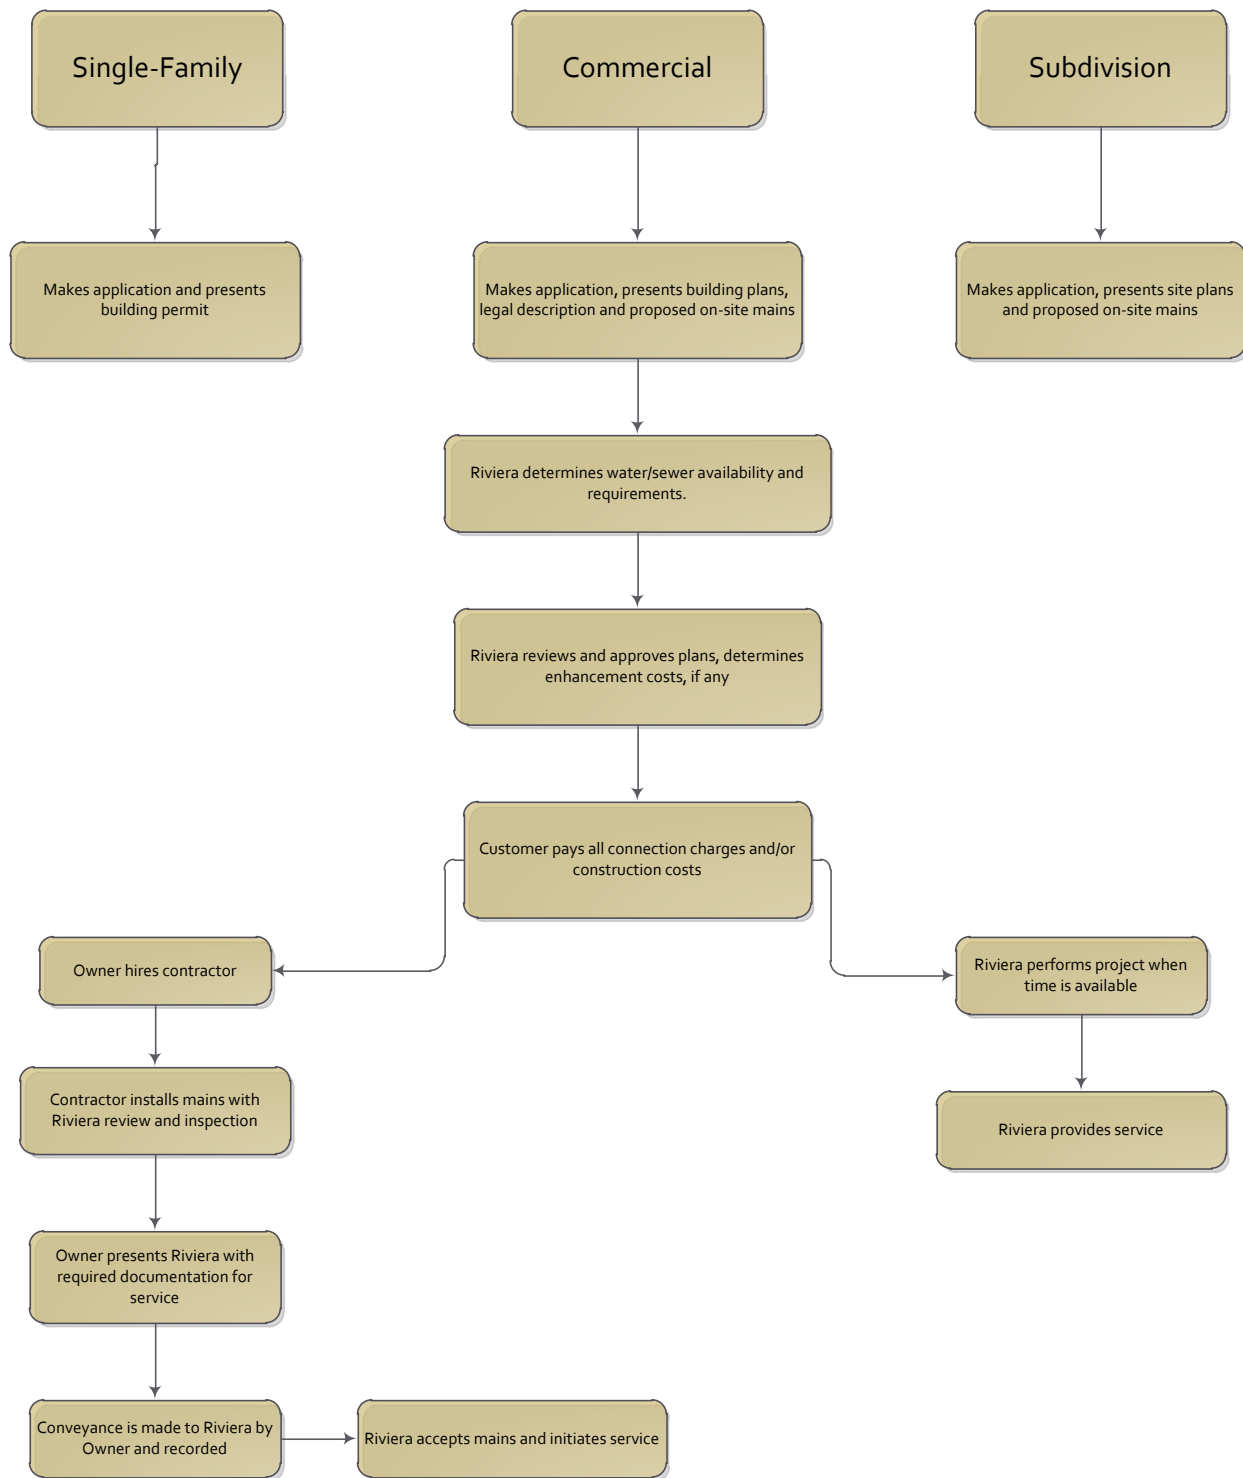 Single-Family
Commercial
Subdivision
Makes application and presents
building permit
Makes application, presents building plans,
legal description and proposed on-site mains
Makes application, presents site plans
and proposed on-site mains
Riviera determines water/sewer availability and
requirements.
Riviera reviews and approves plans, determines
enhancement costs, if any
Customer pays all connection charges and/or
construction costs
Owner hires contractor
Riviera performs project when
time is available
Contractor installs mains with
Riviera review and inspection
Riviera provides service
Owner presents Riviera with
required documentation for
service
Conveyance is made to Riviera by
Owner and recorded
Riviera accepts mains and initiates service